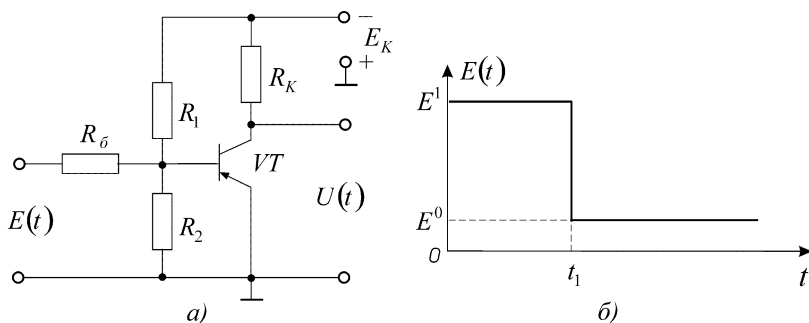 −
E_K
+
R_K
R_1
R_б
VT
E(t)
R_2
U(t)
а)
E(t)
E^1
E^0
0
t_1
t
б)